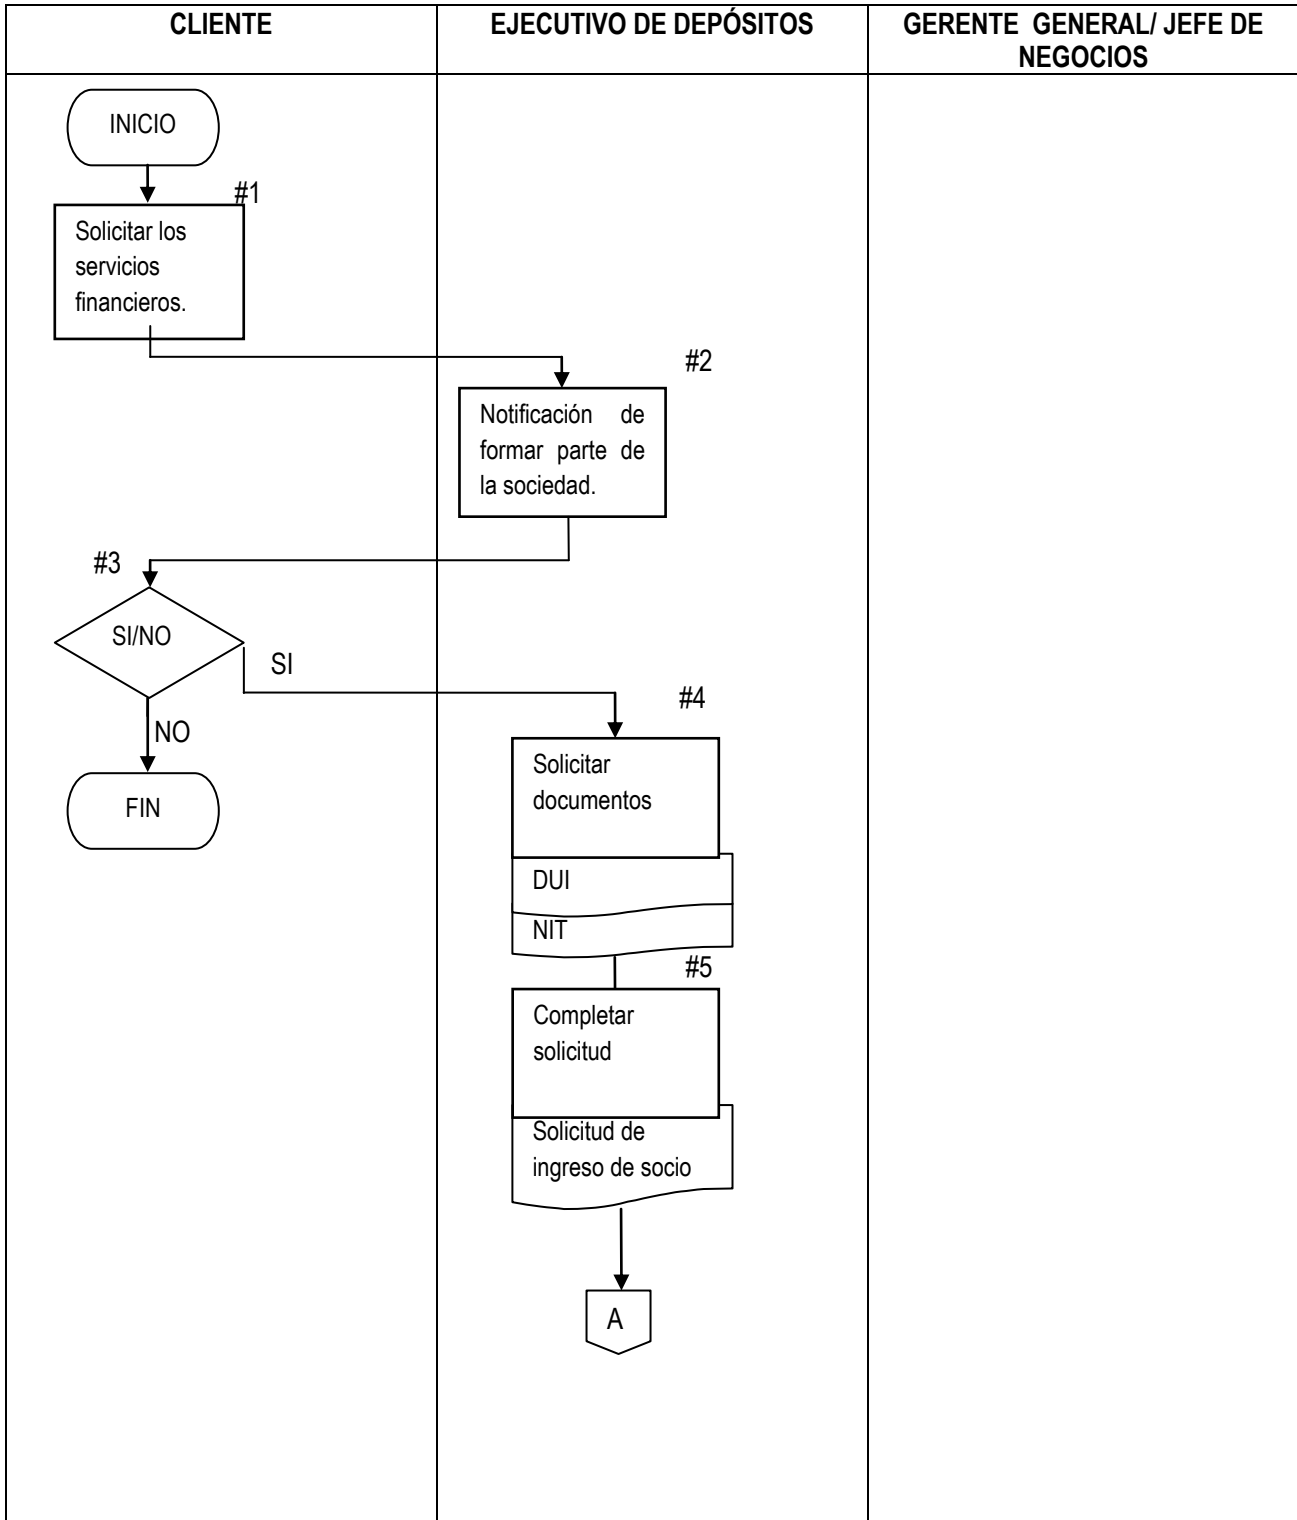 CLIENTE
EJECUTIVO DE DEPÓSITOS
GERENTE GENERAL/ JEFE DE
NEGOCIOS
INICIO
#1
Solicitar los
servicios
financieros.
#2
Notificación de
formar parte de
la sociedad.
#3
SI/NO
SI
NO
FIN
#4
Solicitar
documentos
DUI
NIT
#5
Completar
solicitud
Solicitud de
ingreso de socio
A